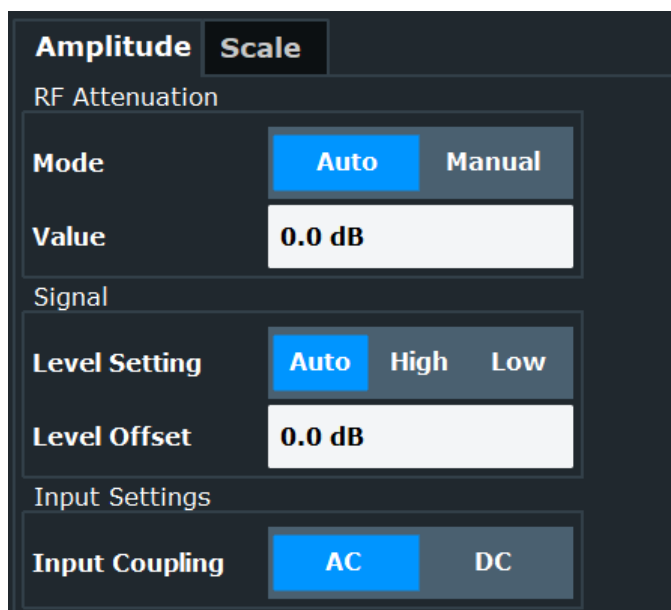 Amplitude Scale
RF Attenuation
Mode Auto Manual
Value 0.0 dB
Signal
Level Setting Auto High Low
Level Offset 0.0 dB
Input Settings
Input Coupling AC DC